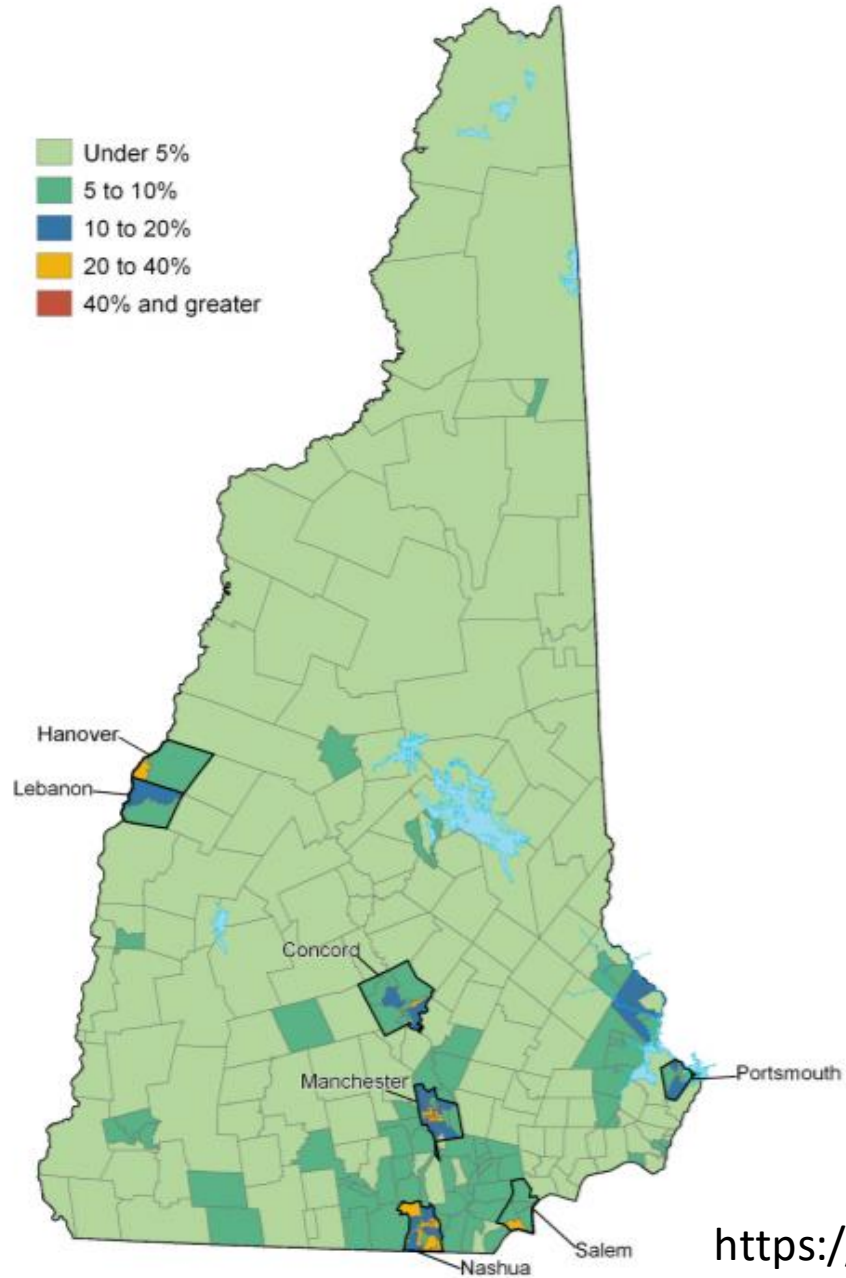 Under 5%
5 to 10%
10 to 20%
20 to 40%
40% and greater
Hanover
Lebanon
Concord
Manchester
Portsmouth
Salem
Nashua
https:/